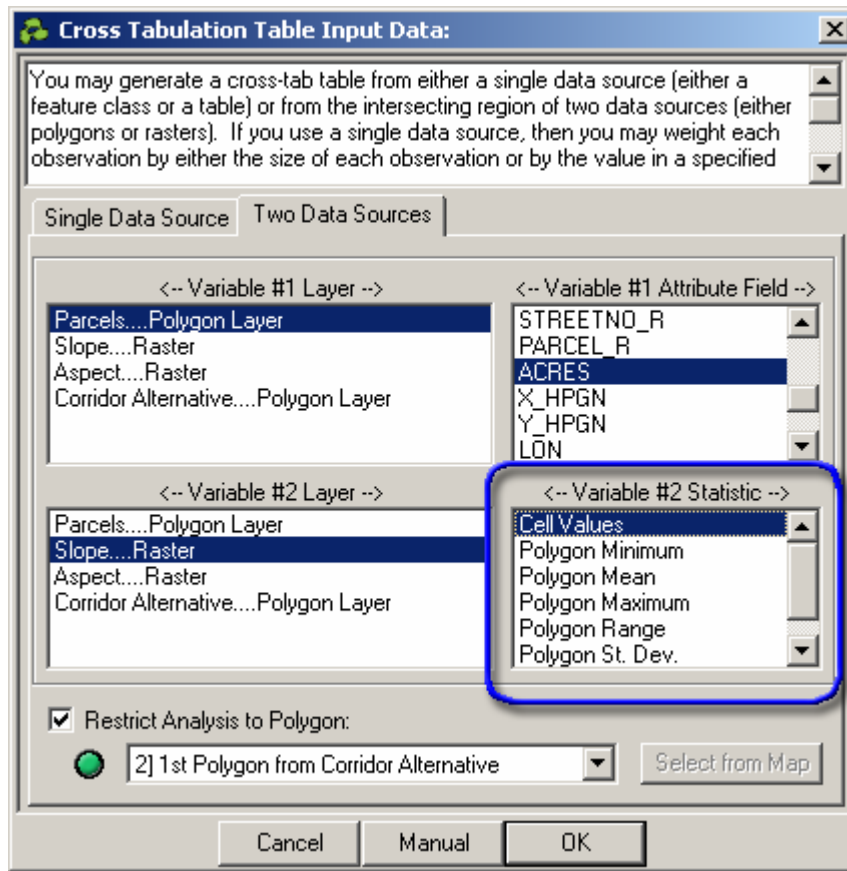 Cross Tabulation Table Input Data:
You may generate a cross-tab table from either a single data source (either a
feature class or a table) or from the intersecting region of two data sources (either
polygons or rasters).  If you use a single data source, then you may weight each
observation by either the size of each observation or by the value in a specified
Single Data Source
Two Data Sources
<-- Variable #1 Layer -->
Parcels....Polygon Layer
Slope....Raster
Aspect....Raster
Corridor Alternative....Polygon Layer
<-- Variable #1 Attribute Field -->
STREETNO_R
PARCEL_R
ACRES
X_HPGN
Y_HPGN
LON
<-- Variable #2 Layer -->
Parcels....Polygon Layer
Slope....Raster
Aspect....Raster
Corridor Alternative....Polygon Layer
<-- Variable #2 Statistic -->
Cell Values
Polygon Minimum
Polygon Mean
Polygon Maximum
Polygon Range
Polygon St. Dev.
Restrict Analysis to Polygon:
2] 1st Polygon from Corridor Alternative
Select from Map
Cancel
Manual
OK